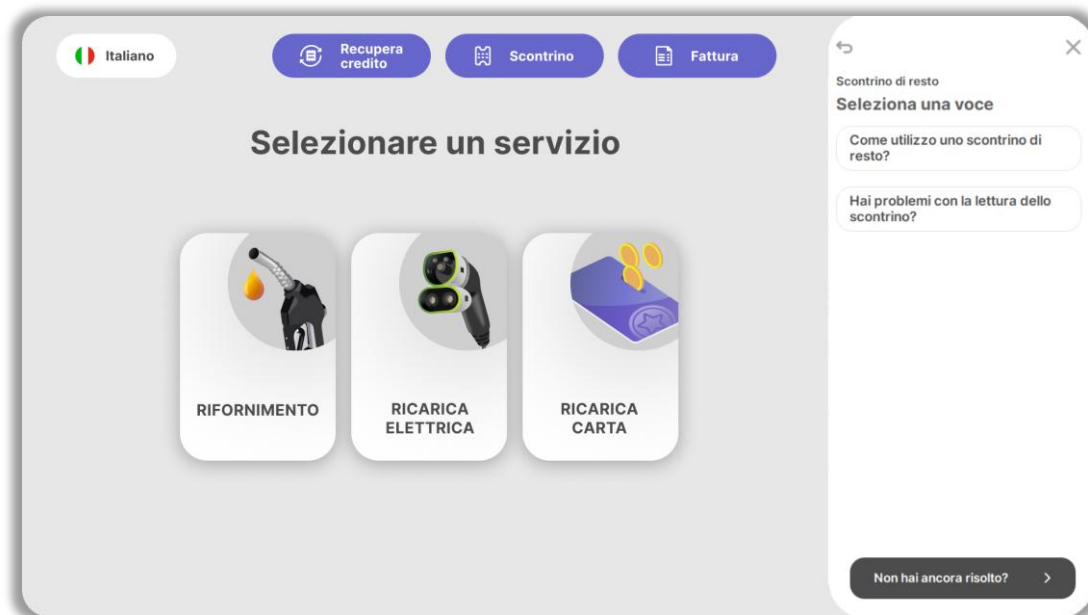 Italiano
Recupera
credito
Scontrino
Fattura
Selezionare un servizio
RIFORNIMENTO
RICARICA
ELETTRICA
RICARICA
CARTA
Scontrino di resto
Seleziona una voce
Come utilizzo uno scontrino di
resto?
Hai problemi con la lettura dello
scontrino?
Non hai ancora risolto?